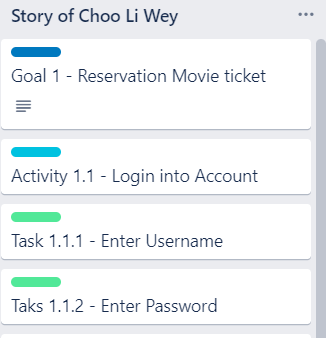 Story of Choo Li Wey
Goal 1 - Reservation Movie ticket
Activity 1.1 - Login into Account
Task 1.1.1 - Enter Username
Taks 1.1.2 - Enter Password